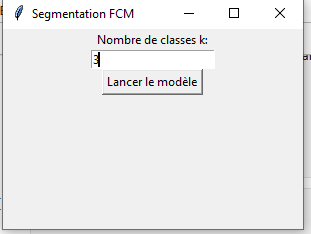 Segmentation FCM
Nombre de classes k:
3
Lancer le modèle